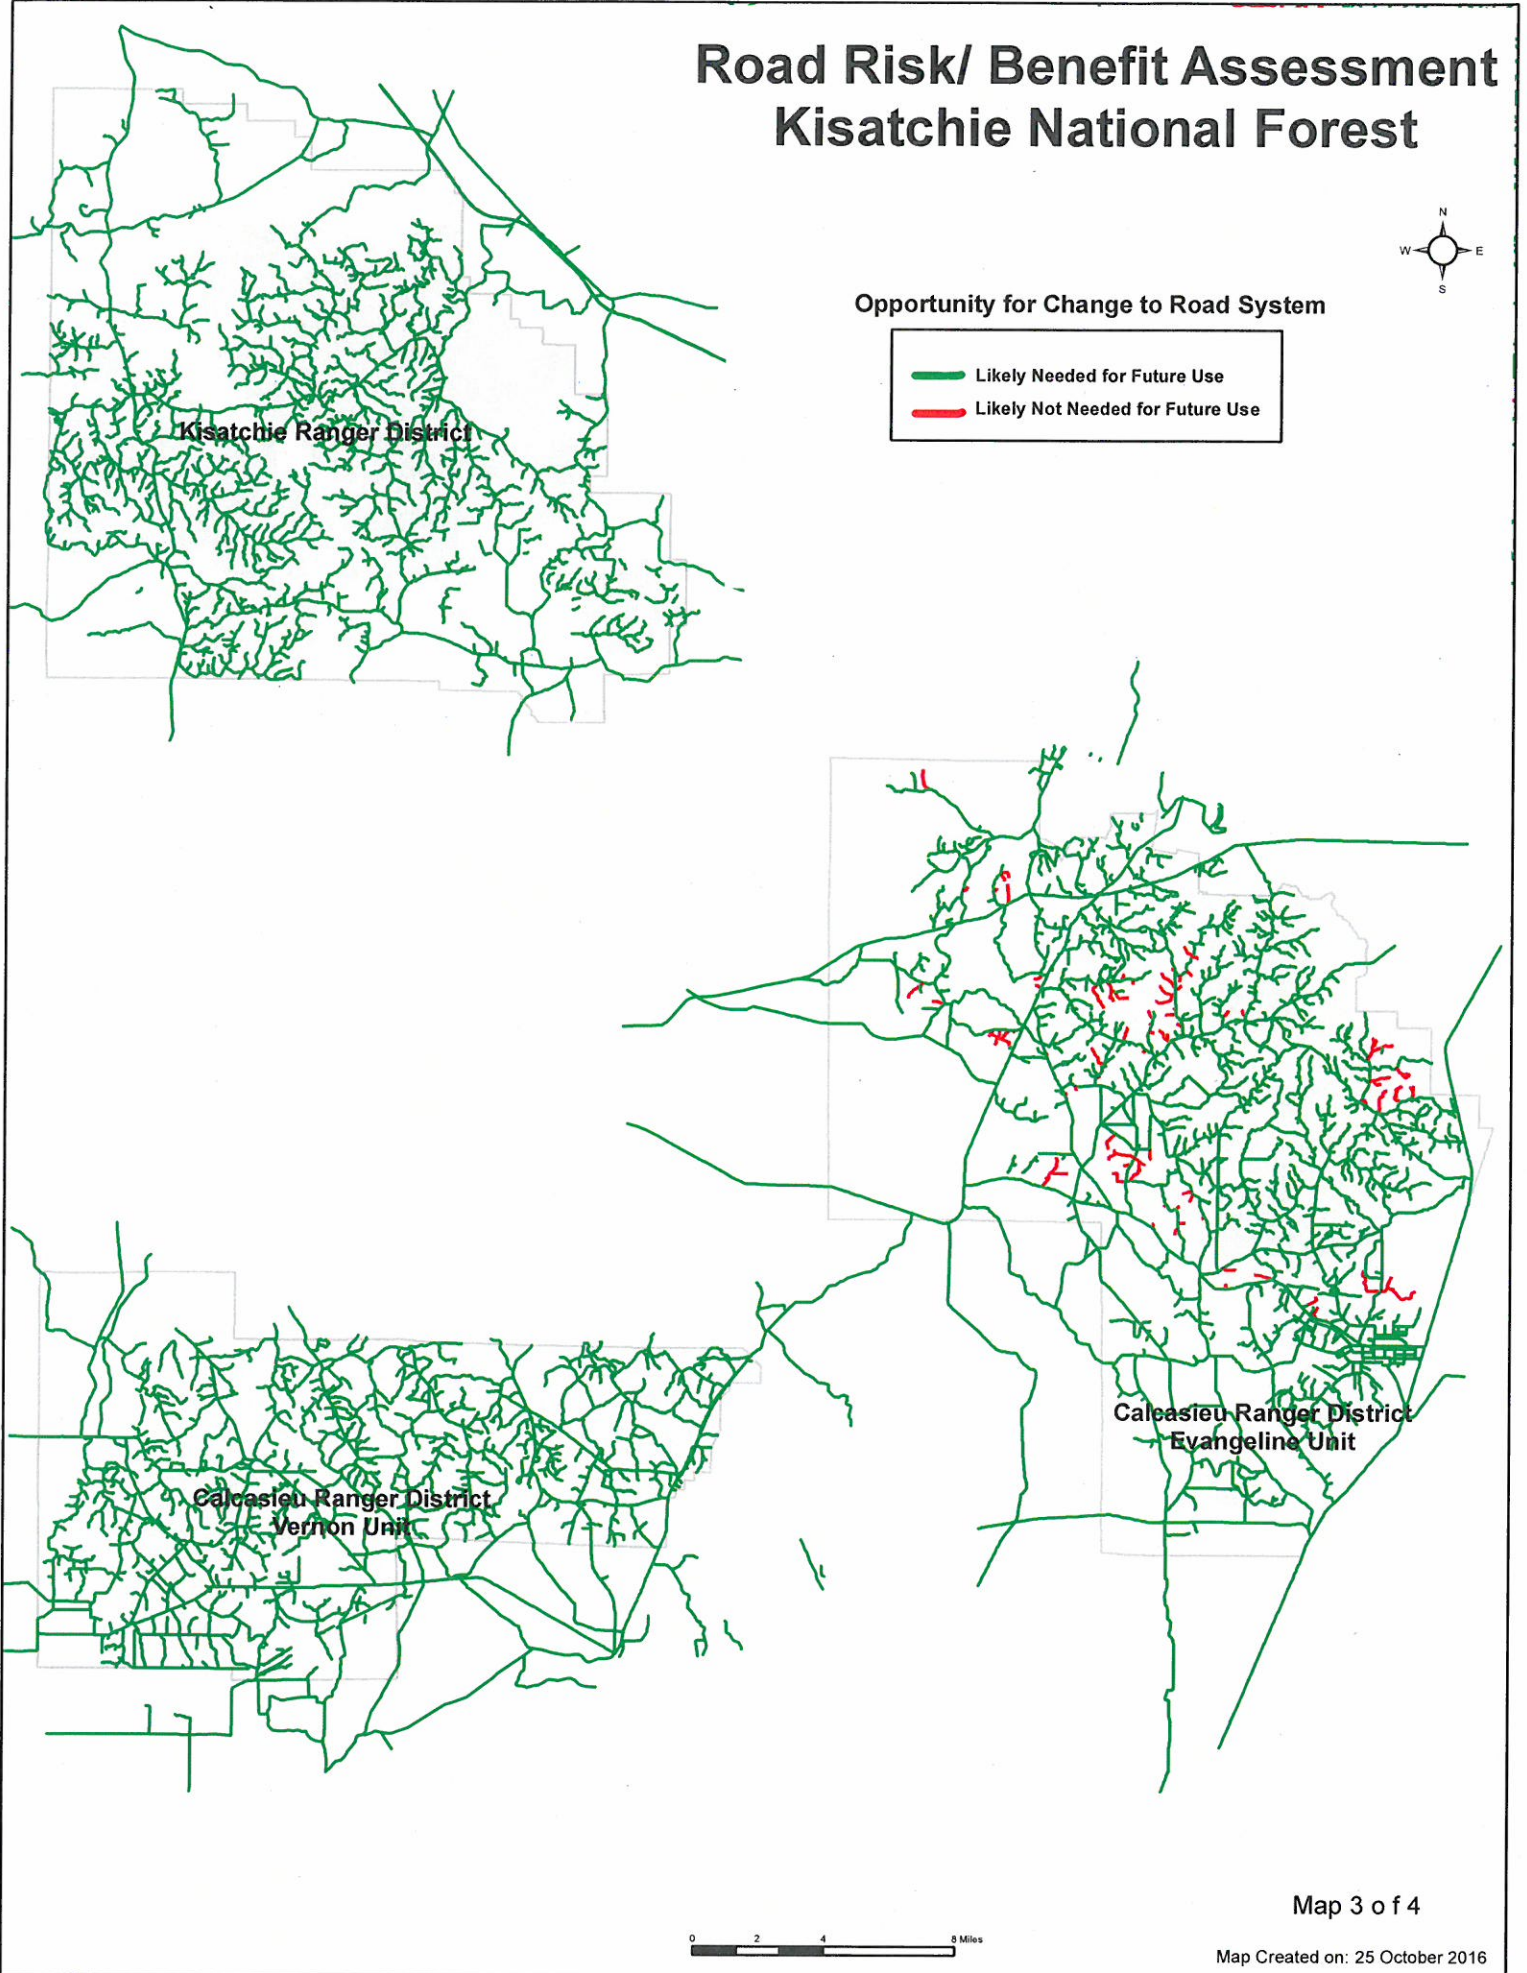 Road Risk/ Benefit Assessment
Kisatchie National Forest
N
W E
S
Opportunity for Change to Road System
Likely Needed for Future Use
Likely Not Needed for Future Use
Kisatchie Ranger District
Calcasieu Ranger District
Evangeline Unit
Calcasieu Ranger District
Vernon Unit
Map 3 o f 4
0 2 4 8 Miles
Map Created on: 25 October 2016